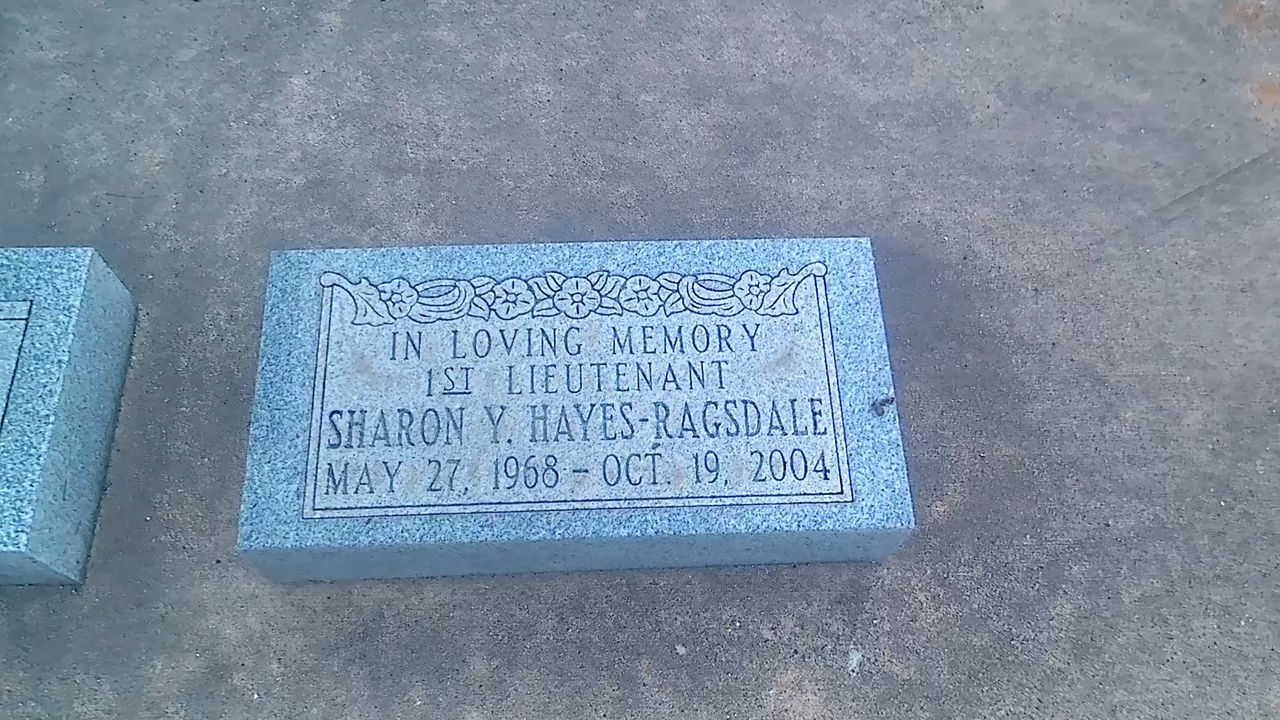 IN LOVING MEMORY
1ST LIEUTENANT
SHARON Y. HAYES-RAGSDALE
MAY 27, 1968 - OCT. 19, 2004